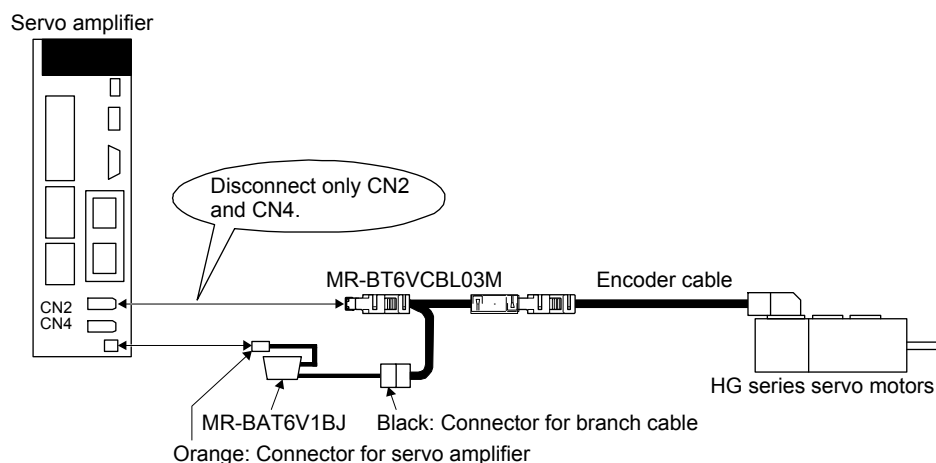 Servo amplifier
Disconnect only CN2
and CN4.
MR-BT6VCBL03M
Encoder cable
CN2
CN4
HG series servo motors
MR-BAT6V1BJ
Black: Connector for branch cable
Orange: Connector for servo amplifier